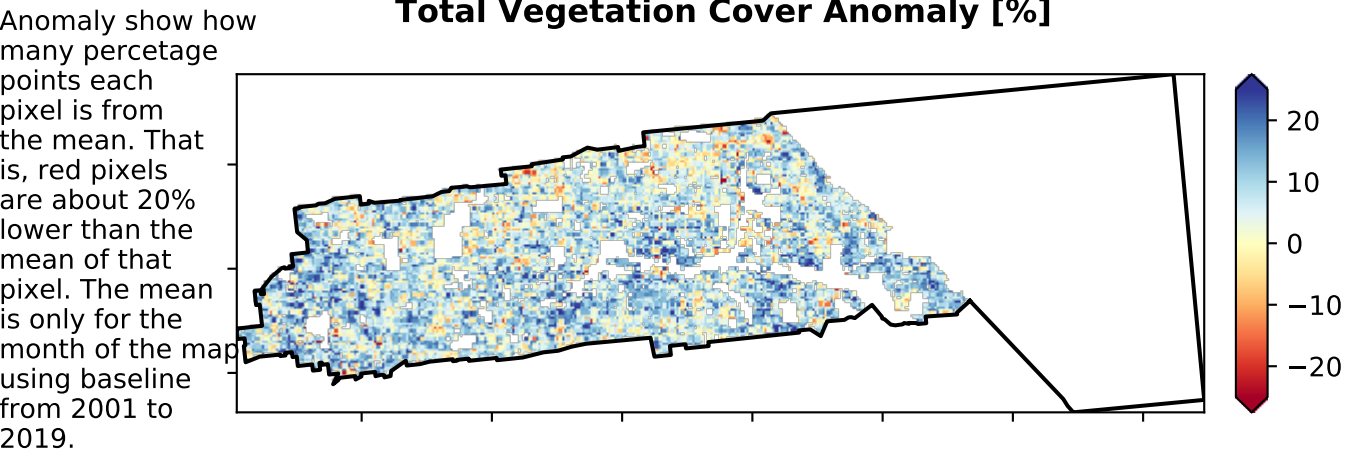 Total Vegetation Cover Anomaly [%]
Anomaly show how
many percetage
points each
pixel is from
the mean. That
is, red pixels
are about 20%
lower than the
mean of that
pixel. The mean
is only for the
month of the map
using baseline
from 2001 to
2019.
20
10
0
−10
−20